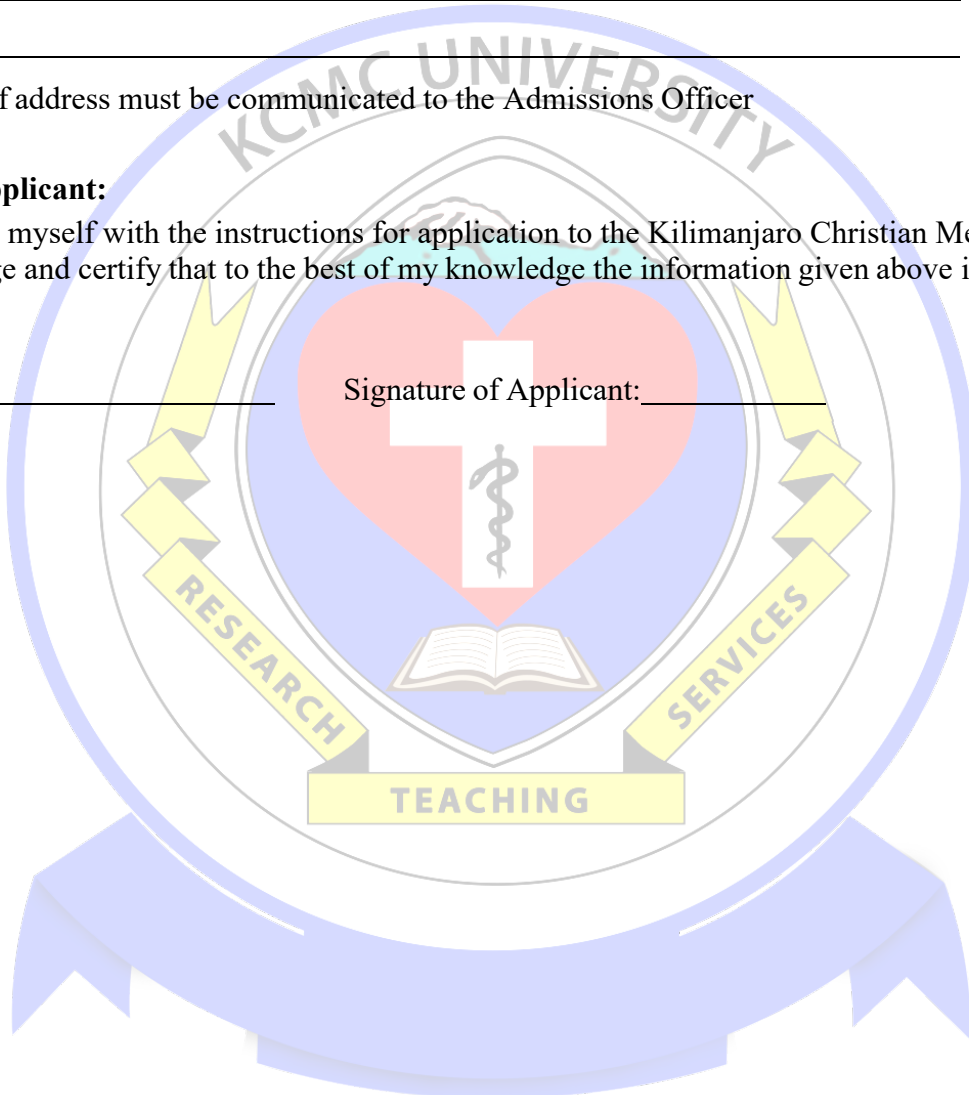 KCMC UNIVERSITY
f address must be communicated to the Admissions Officer
plicant:
myself with the instructions for application to the Kilimanjaro Christian Me
ge and certify that to the best of my knowledge the information given above i
Signature of Applicant:
RESEARCH
SERVICES
TEACHING